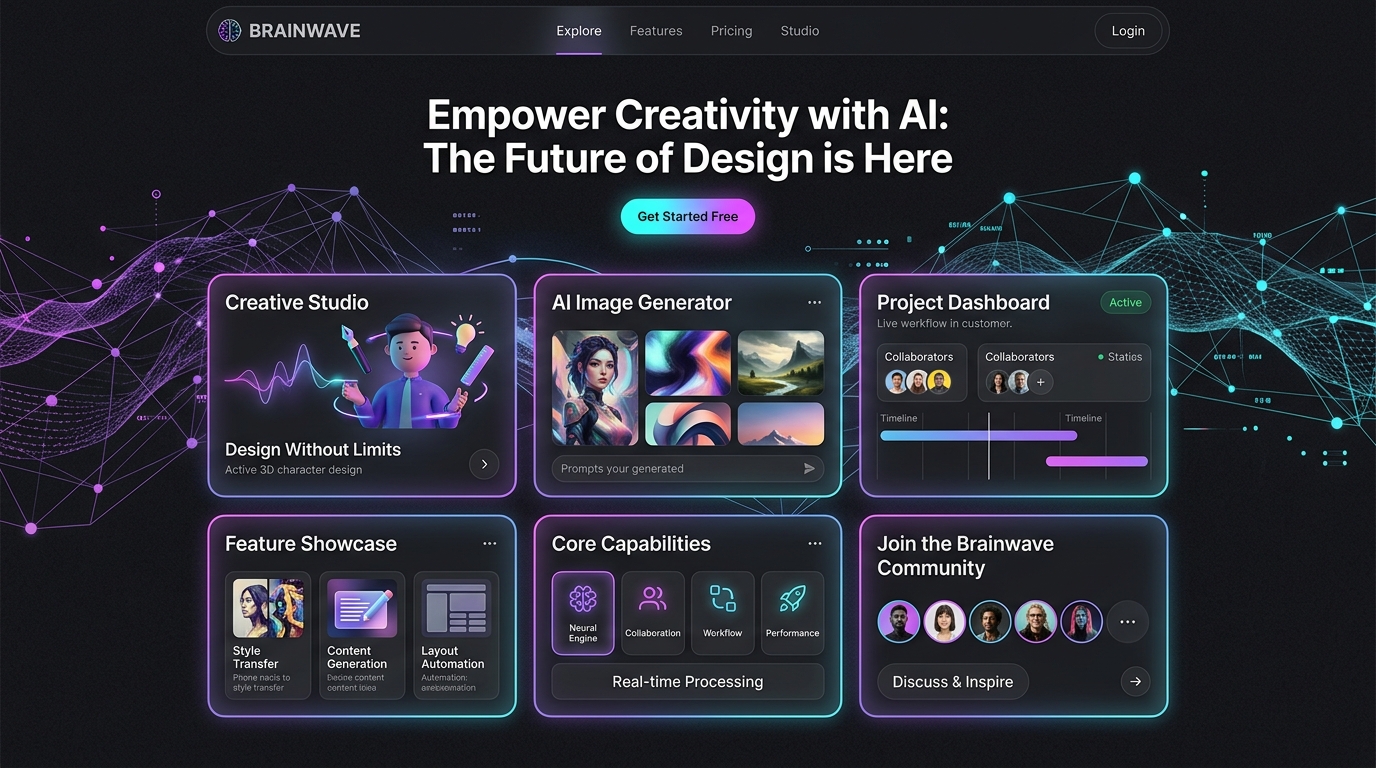 BRAINWAVE
Explore
Features
Pricing
Studio
Login
Empower Creativity with AI:
The Future of Design is Here
Get Started Free
Creative Studio
Design Without Limits
Active 3D character design
AI Image Generator
Prompts your generated
Project Dashboard
Active
Live werkflow in customer.
Collaborators
Collaborators
Statios
Timeline
Timeline
Feature Showcase
Style
Transfer
Phone nacis to
style transfer
Content
Generation
content
Layout
Automation
Automation:
Core Capabilities
Neural
Engine
Collaboration
Workflow
Performance
Real-time Processing
Join the Brainwave
Community
Discuss & Inspire